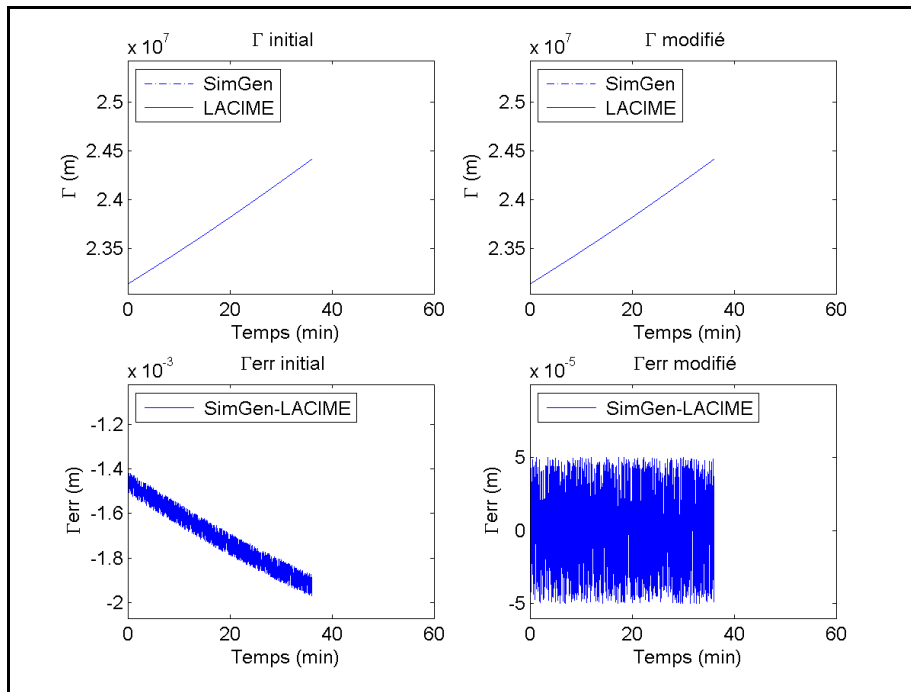 Γ initial
x 10^7
SimGen
LACIME
2.5
2.45
2.4
2.35
Γ (m)
0 20 40 60
Temps (min)
Γ modifié
x 10^7
SimGen
LACIME
2.5
2.45
2.4
2.35
Γ (m)
0 20 40 60
Temps (min)
Γerr initial
x 10^-3
SimGen-LACIME
-1.2
-1.4
-1.6
-1.8
-2
Γerr (m)
0 20 40 60
Temps (min)
Γerr modifié
x 10^-5
SimGen-LACIME
5
0
-5
Γerr (m)
0 20 40 60
Temps (min)